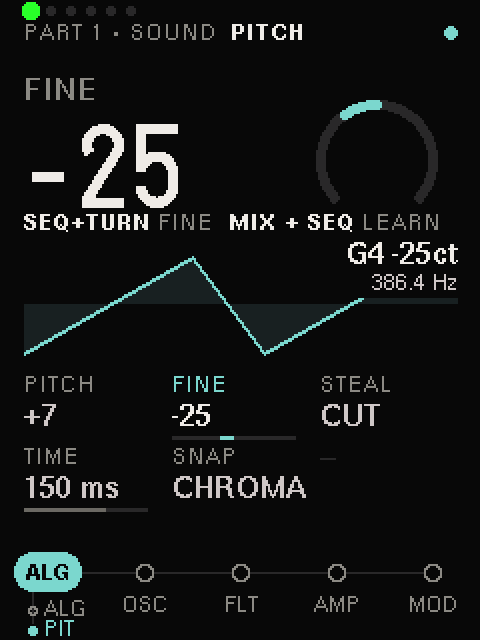 PART 1 · SOUND PITCH
FINE
-25
SEQ+TURN FINE MIX + SEQ LEARN
G4 -25ct
386.4 Hz
PITCH FINE STEAL
+7 -25 CUT
TIME SNAP —
150 ms CHROMA
ALG
OSC FLT AMP MOD
ALG
PIT